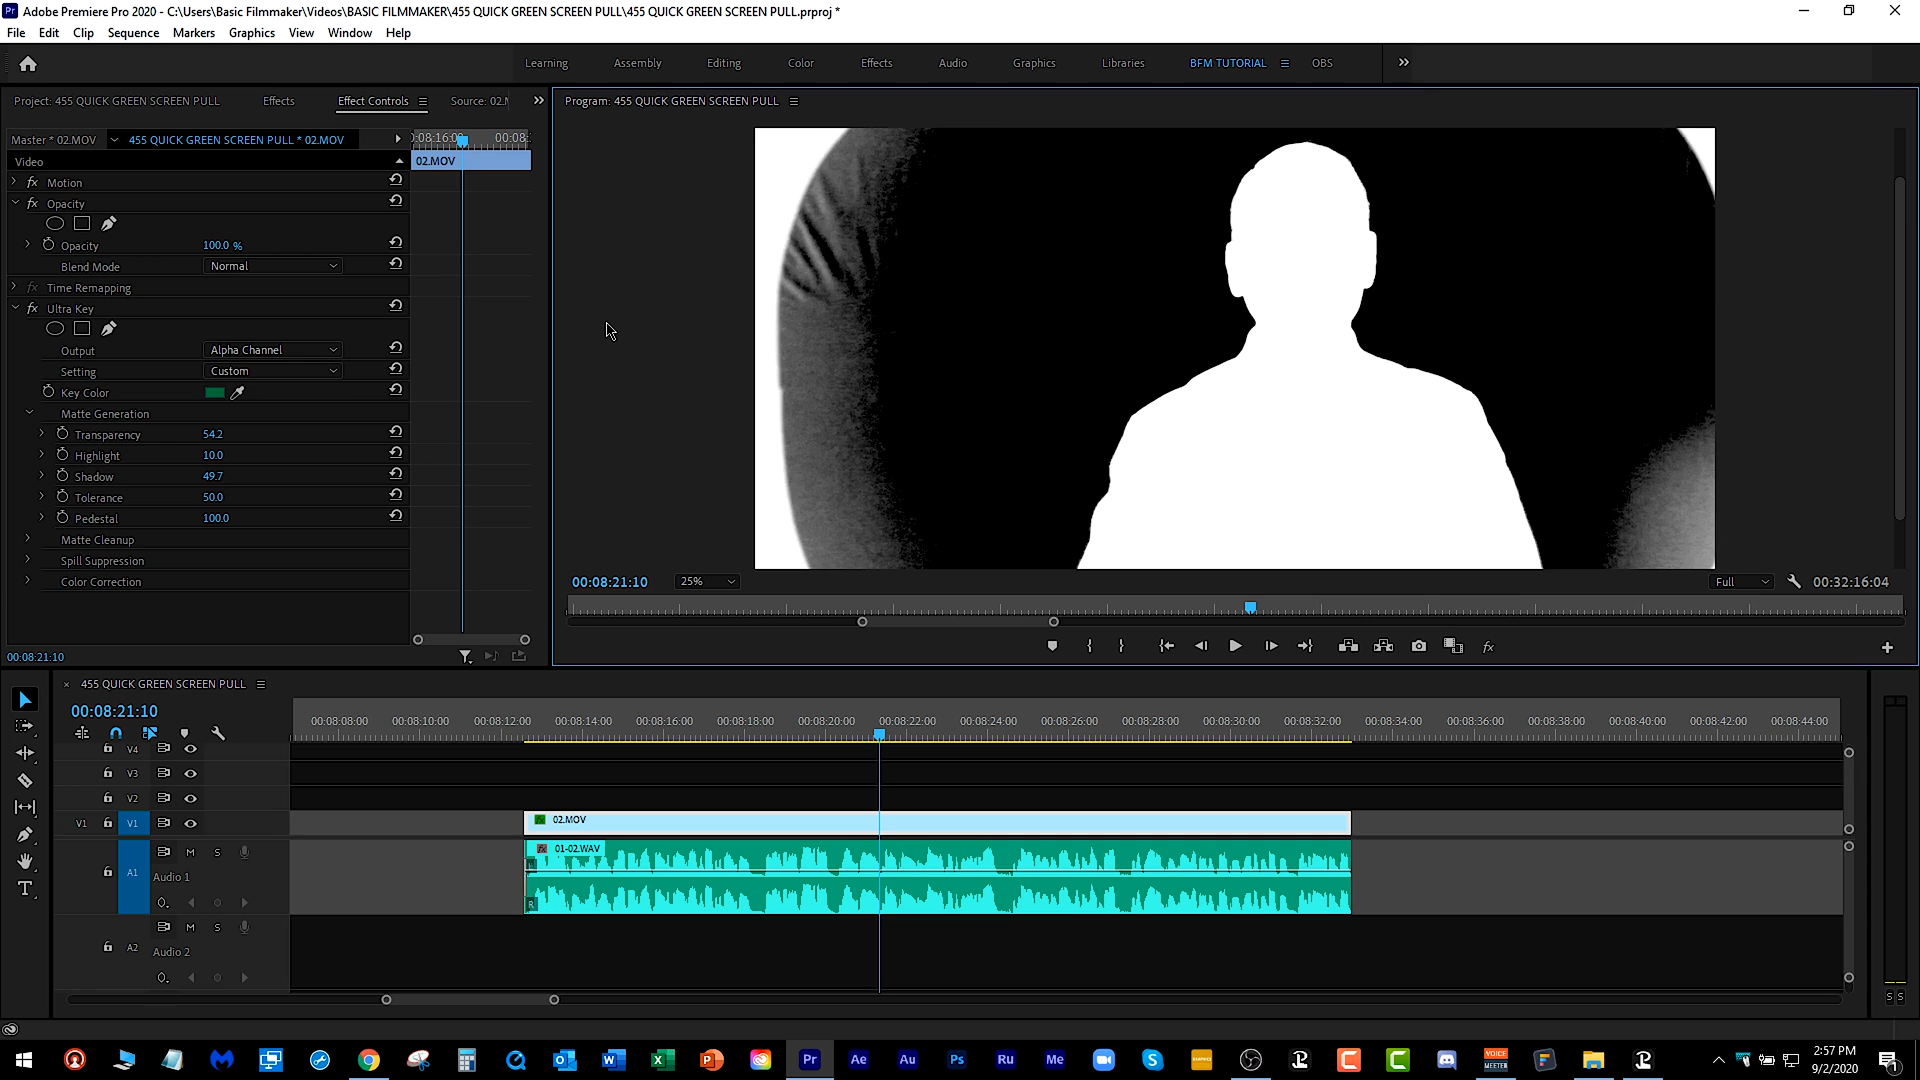 Adobe Premiere Pro 2020 - C:\Users\Basic Filmmaker\Videos\BASIC FILMMAKER\455 QUICK GREEN SCREEN PULL\455 QUICK GREEN SCREEN PULL.prproj *
File Edit Clip Sequence Markers Graphics View Window Help
Learning Assembly Editing Color Effects Audio Graphics Libraries BFM TUTORIAL OBS
Project: 455 QUICK GREEN SCREEN PULL Effects Effect Controls Source: 02.M
Program: 455 QUICK GREEN SCREEN PULL
Master * 02.MOV 455 QUICK GREEN SCREEN PULL * 02.MOV
:08:16:00 00:08:
Video 02.MOV
fx Motion
fx Opacity
Opacity 100.0 %
Blend Mode Normal
fx Time Remapping
fx Ultra Key
Output Alpha Channel
Setting Custom
Key Color
Matte Generation
Transparency 54.2
Highlight 10.0
Shadow 49.7
Tolerance 50.0
Pedestal 100.0
Matte Cleanup
Spill Suppression
Color Correction
00:08:21:10
00:08:21:10 25% Full 00:32:16:04
fx
455 QUICK GREEN SCREEN PULL
00:08:21:10
00:08:08:00 00:08:10:00 00:08:12:00 00:08:14:00 00:08:16:00 00:08:18:00 00:08:20:00 00:08:22:00 00:08:24:00 00:08:26:00 00:08:28:00 00:08:30:00 00:08:32:00 00:08:34:00 00:08:36:00 00:08:38:00 00:08:40:00 00:08:42:00 00:08:44:00
V4
V3
V2
V1 V1 02.MOV
M S fx 01-02.WAV
A1 Audio 1
R
M S
A2 Audio 2
S S
Pr Ae Au Ps Ru Me
VOICE MEETER
2:57 PM
9/2/2020
1